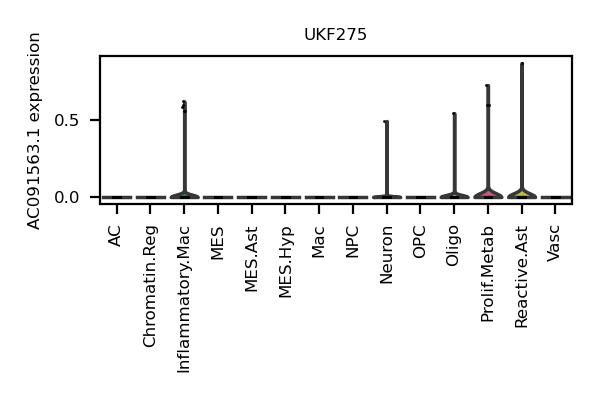 UKF275
AC091563.1 expression
0.5
0.0
AC
Chromatin.Reg
Inflammatory.Mac
MES
MES.Ast
MES.Hyp
Mac
NPC
Neuron
OPC
Oligo
Prolif.Metab
Reactive.Ast
Vasc